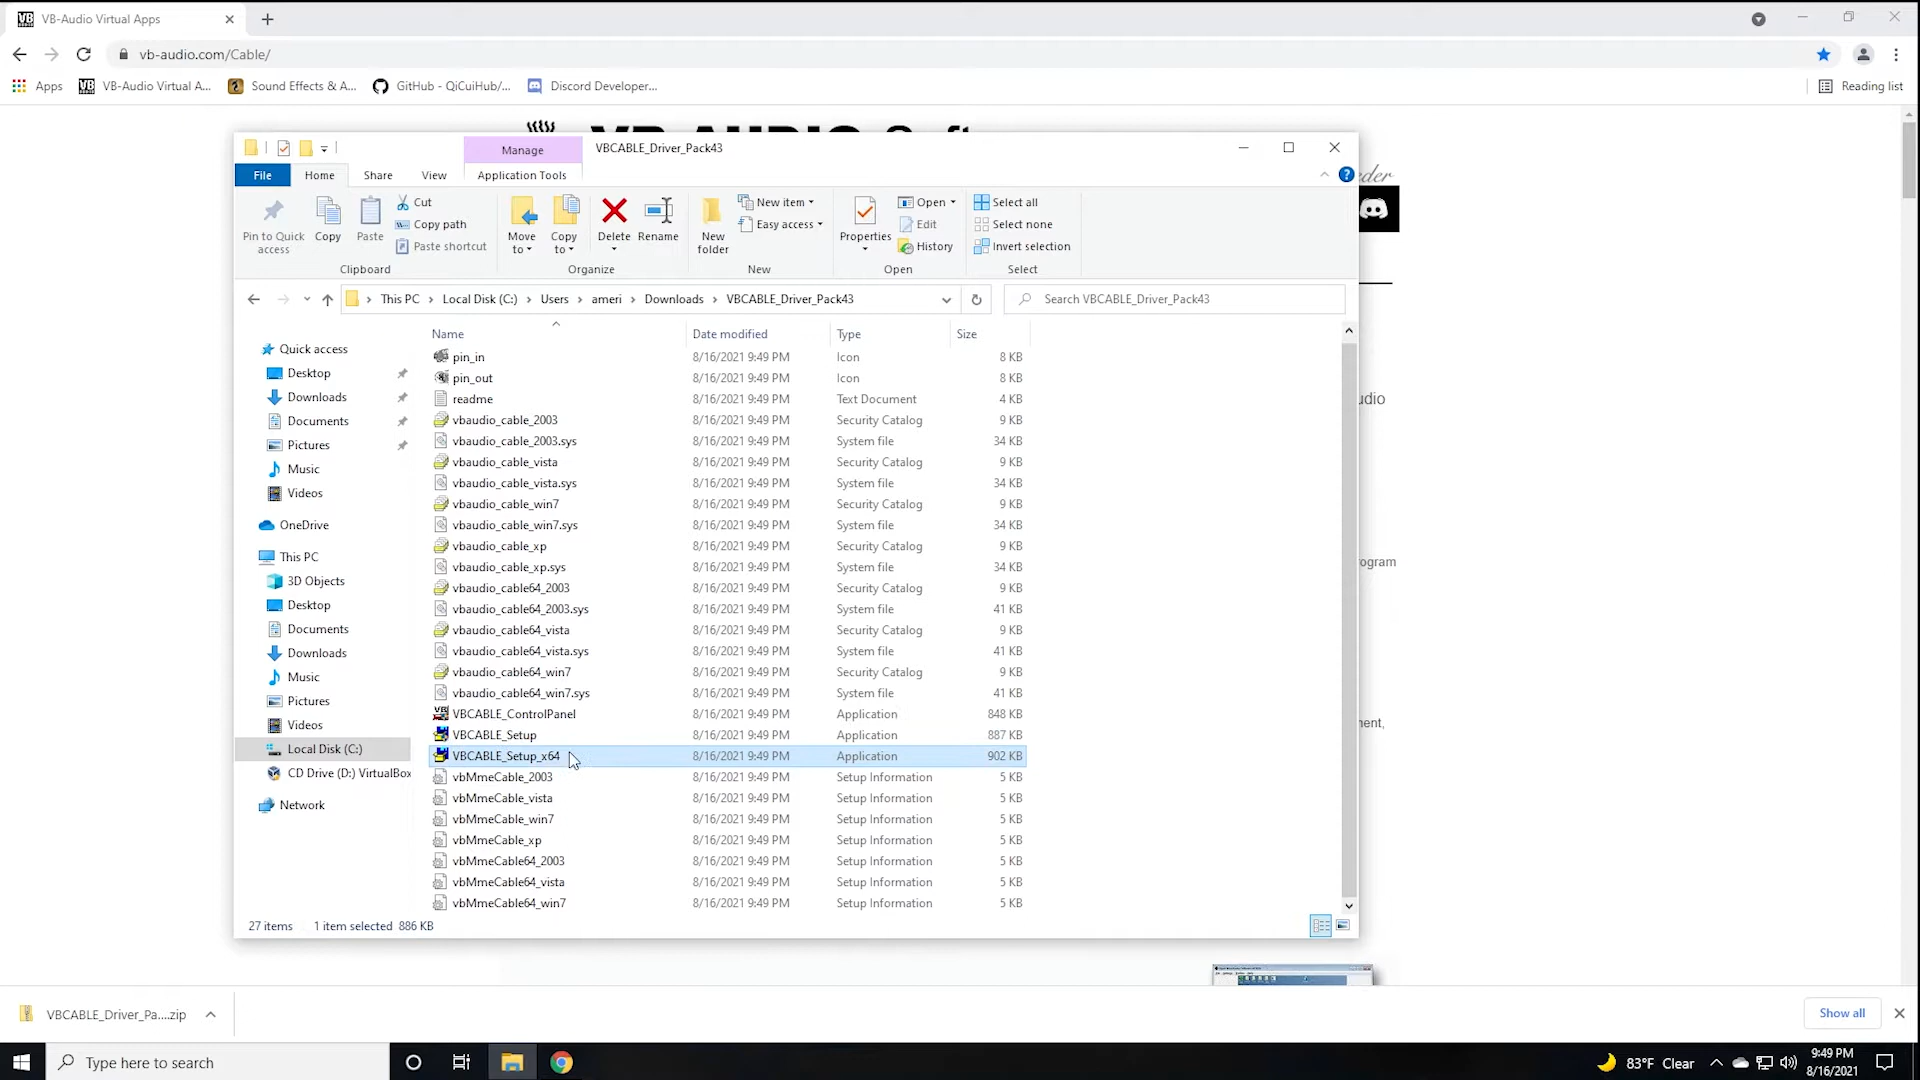 VB-Audio Virtual Apps
vb-audio.com/Cable/
Apps
VB-Audio Virtual A...
Sound Effects & A...
GitHub - QiCuiHub/...
Discord Developer...
Reading list
Manage
VBCABLE_Driver_Pack43
File
Home
Share
View
Application Tools
Pin to Quick access
Copy
Paste
Cut
Copy path
Paste shortcut
Move to
Copy to
Delete
Rename
New folder
New item
Easy access
Properties
Open
Edit
History
Select all
Select none
Invert selection
Clipboard
Organize
New
Open
Select
This PC > Local Disk (C:) > Users > ameri > Downloads > VBCABLE_Driver_Pack43
Search VBCABLE_Driver_Pack43
Quick access
Desktop
Downloads
Documents
Pictures
Music
Videos
OneDrive
This PC
3D Objects
Desktop
Documents
Downloads
Music
Pictures
Videos
Local Disk (C:)
CD Drive (D:) VirtualBox
Network
Name Date modified Type Size
pin_in 8/16/2021 9:49 PM Icon 8 KB
pin_out 8/16/2021 9:49 PM Icon 8 KB
readme 8/16/2021 9:49 PM Text Document 4 KB
vbaudio_cable_2003 8/16/2021 9:49 PM Security Catalog 9 KB
vbaudio_cable_2003.sys 8/16/2021 9:49 PM System file 34 KB
vbaudio_cable_vista 8/16/2021 9:49 PM Security Catalog 9 KB
vbaudio_cable_vista.sys 8/16/2021 9:49 PM System file 34 KB
vbaudio_cable_win7 8/16/2021 9:49 PM Security Catalog 9 KB
vbaudio_cable_win7.sys 8/16/2021 9:49 PM System file 34 KB
vbaudio_cable_xp 8/16/2021 9:49 PM Security Catalog 9 KB
vbaudio_cable_xp.sys 8/16/2021 9:49 PM System file 34 KB
vbaudio_cable64_2003 8/16/2021 9:49 PM Security Catalog 9 KB
vbaudio_cable64_2003.sys 8/16/2021 9:49 PM System file 41 KB
vbaudio_cable64_vista 8/16/2021 9:49 PM Security Catalog 9 KB
vbaudio_cable64_vista.sys 8/16/2021 9:49 PM System file 41 KB
vbaudio_cable64_win7 8/16/2021 9:49 PM Security Catalog 9 KB
vbaudio_cable64_win7.sys 8/16/2021 9:49 PM System file 41 KB
VBCABLE_ControlPanel 8/16/2021 9:49 PM Application 848 KB
VBCABLE_Setup 8/16/2021 9:49 PM Application 887 KB
VBCABLE_Setup_x64 8/16/2021 9:49 PM Application 902 KB
vbMmeCable_2003 8/16/2021 9:49 PM Setup Information 5 KB
vbMmeCable_vista 8/16/2021 9:49 PM Setup Information 5 KB
vbMmeCable_win7 8/16/2021 9:49 PM Setup Information 5 KB
vbMmeCable_xp 8/16/2021 9:49 PM Setup Information 5 KB
vbMmeCable64_2003 8/16/2021 9:49 PM Setup Information 5 KB
vbMmeCable64_vista 8/16/2021 9:49 PM Setup Information 5 KB
vbMmeCable64_win7 8/16/2021 9:49 PM Setup Information 5 KB
27 items 1 item selected 886 KB
VBCABLE_Driver_Pa....zip
Show all
Type here to search
83°F Clear
9:49 PM
8/16/2021